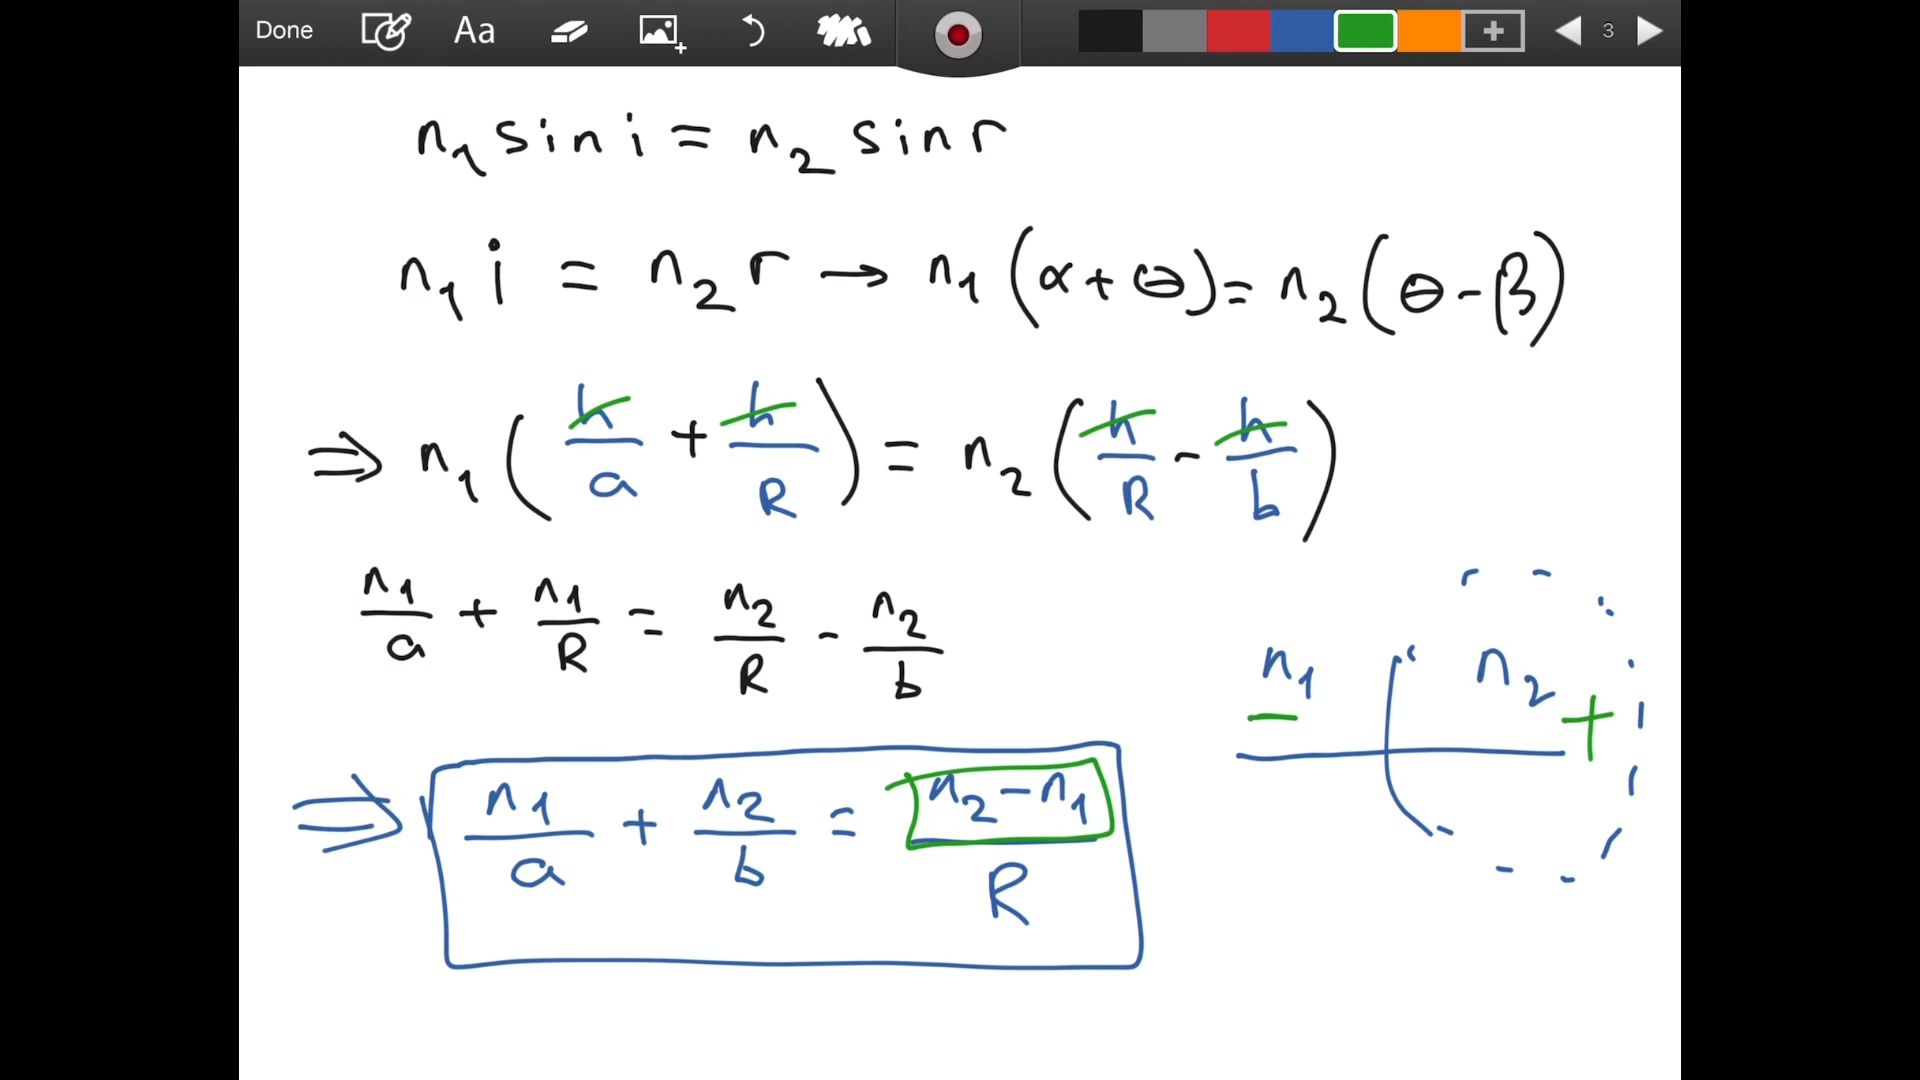 Done Aa 3
n₁ sin i = n₂ sin r
n₁ i = n₂ r → n₁ (α + θ) = n₂ (θ - β)
⇒ n₁ (h/a + h/R) = n₂ (h/R - h/b)
n₁/a + n₁/R = n₂/R - n₂/b
n₁ n₂
- +
⇒ n₁/a + n₂/b = (n₂ - n₁)/R